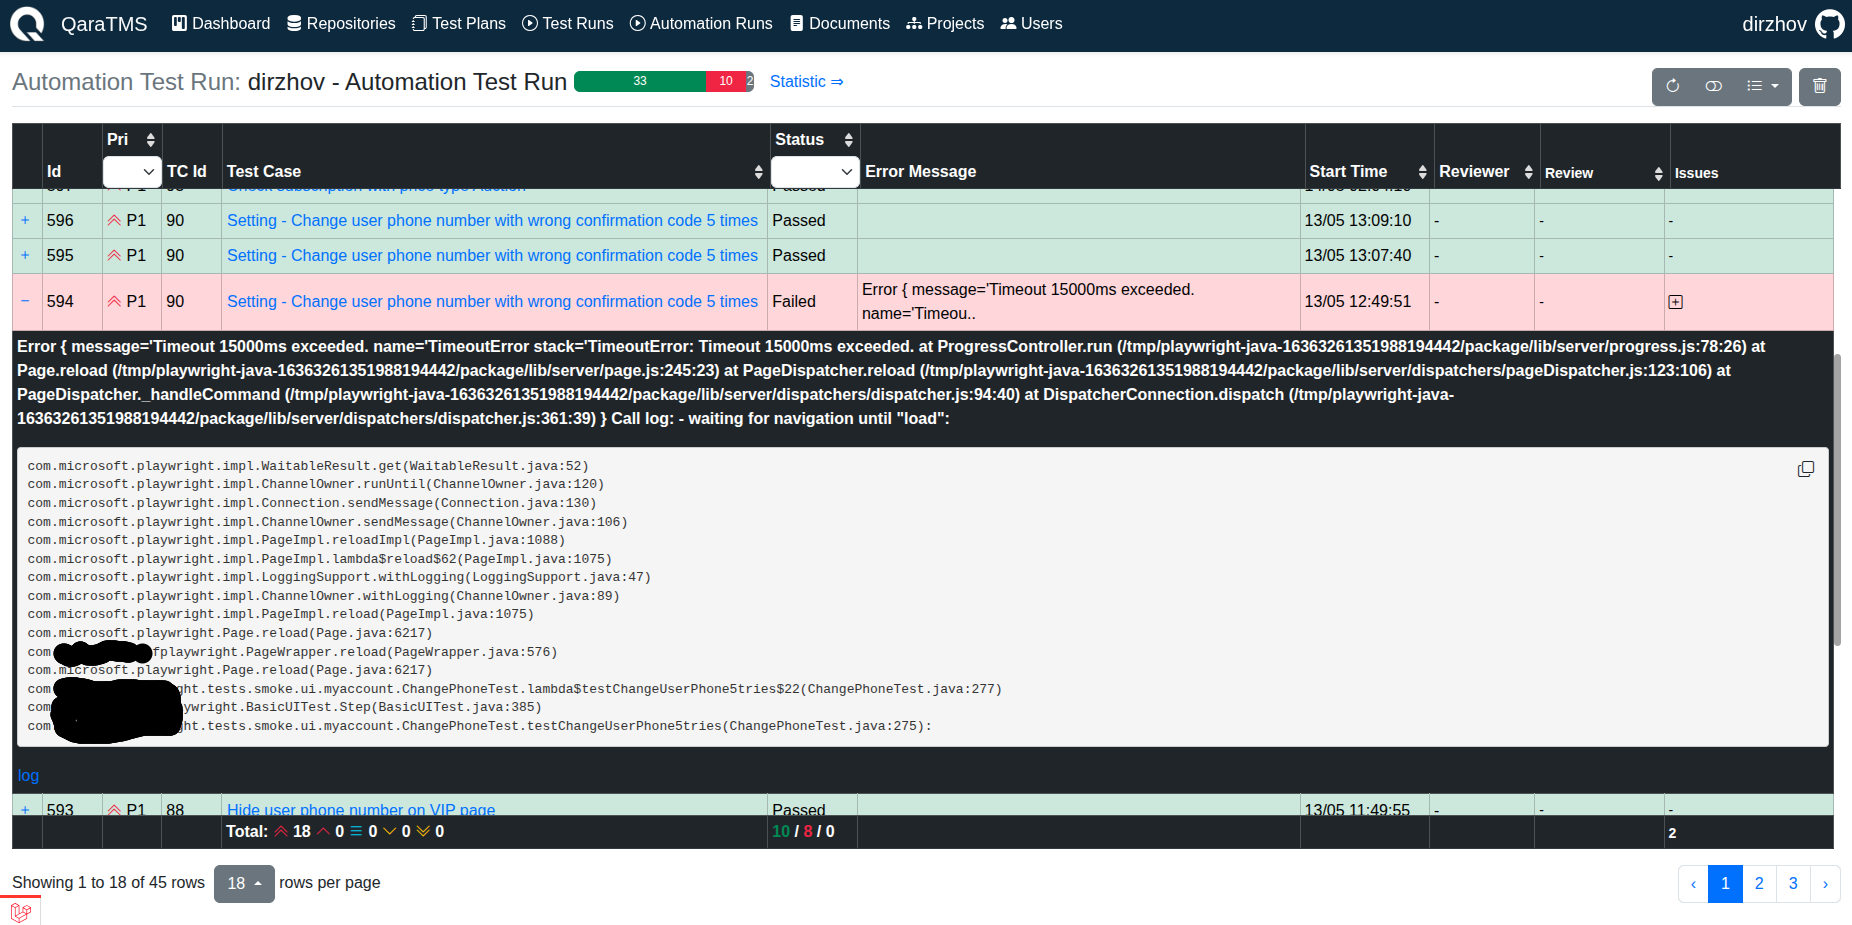 QaraTMS Dashboard Repositories Test Plans Test Runs Automation Runs Documents Projects Users dirzhov
Automation Test Run: dirzhov - Automation Test Run 33 10 2 Statistic ⇒
Pri Status
Id TC Id Test Case Error Message Start Time Reviewer Review Issues
+ 596 P1 90 Setting - Change user phone number with wrong confirmation code 5 times Passed 13/05 13:09:10 - - -
+ 595 P1 90 Setting - Change user phone number with wrong confirmation code 5 times Passed 13/05 13:07:40 - - -
− 594 P1 90 Setting - Change user phone number with wrong confirmation code 5 times Failed Error { message='Timeout 15000ms exceeded. 13/05 12:49:51 - -
name='Timeou..
Error { message='Timeout 15000ms exceeded. name='TimeoutError stack='TimeoutError: Timeout 15000ms exceeded. at ProgressController.run (/tmp/playwright-java-16363261351988194442/package/lib/server/progress.js:78:26) at
Page.reload (/tmp/playwright-java-16363261351988194442/package/lib/server/page.js:245:23) at PageDispatcher.reload (/tmp/playwright-java-16363261351988194442/package/lib/server/dispatchers/pageDispatcher.js:123:106) at
PageDispatcher._handleCommand (/tmp/playwright-java-16363261351988194442/package/lib/server/dispatchers/dispatcher.js:94:40) at DispatcherConnection.dispatch (/tmp/playwright-java-
16363261351988194442/package/lib/server/dispatchers/dispatcher.js:361:39) } Call log: - waiting for navigation until "load":
com.microsoft.playwright.impl.WaitableResult.get(WaitableResult.java:52)
com.microsoft.playwright.impl.ChannelOwner.runUntil(ChannelOwner.java:120)
com.microsoft.playwright.impl.Connection.sendMessage(Connection.java:130)
com.microsoft.playwright.impl.ChannelOwner.sendMessage(ChannelOwner.java:106)
com.microsoft.playwright.impl.PageImpl.reloadImpl(PageImpl.java:1088)
com.microsoft.playwright.impl.PageImpl.lambda$reload$62(PageImpl.java:1075)
com.microsoft.playwright.impl.LoggingSupport.withLogging(LoggingSupport.java:47)
com.microsoft.playwright.impl.ChannelOwner.withLogging(ChannelOwner.java:89)
com.microsoft.playwright.impl.PageImpl.reload(PageImpl.java:1075)
com.microsoft.playwright.Page.reload(Page.java:6217)
com. fplaywright.PageWrapper.reload(PageWrapper.java:576)
com.microsoft.playwright.Page.reload(Page.java:6217)
com ght.tests.smoke.ui.myaccount.ChangePhoneTest.lambda$testChangeUserPhone5tries$22(ChangePhoneTest.java:277)
com ywright.BasicUITest.Step(BasicUITest.java:385)
com. ght.tests.smoke.ui.myaccount.ChangePhoneTest.testChangeUserPhone5tries(ChangePhoneTest.java:275):
log
+ 593 P1 88 Hide user phone number on VIP page Passed 13/05 11:49:55 - - -
Total: 18 0 0 0 0 10 / 8 / 0 2
Showing 1 to 18 of 45 rows 18 rows per page ‹ 1 2 3 ›